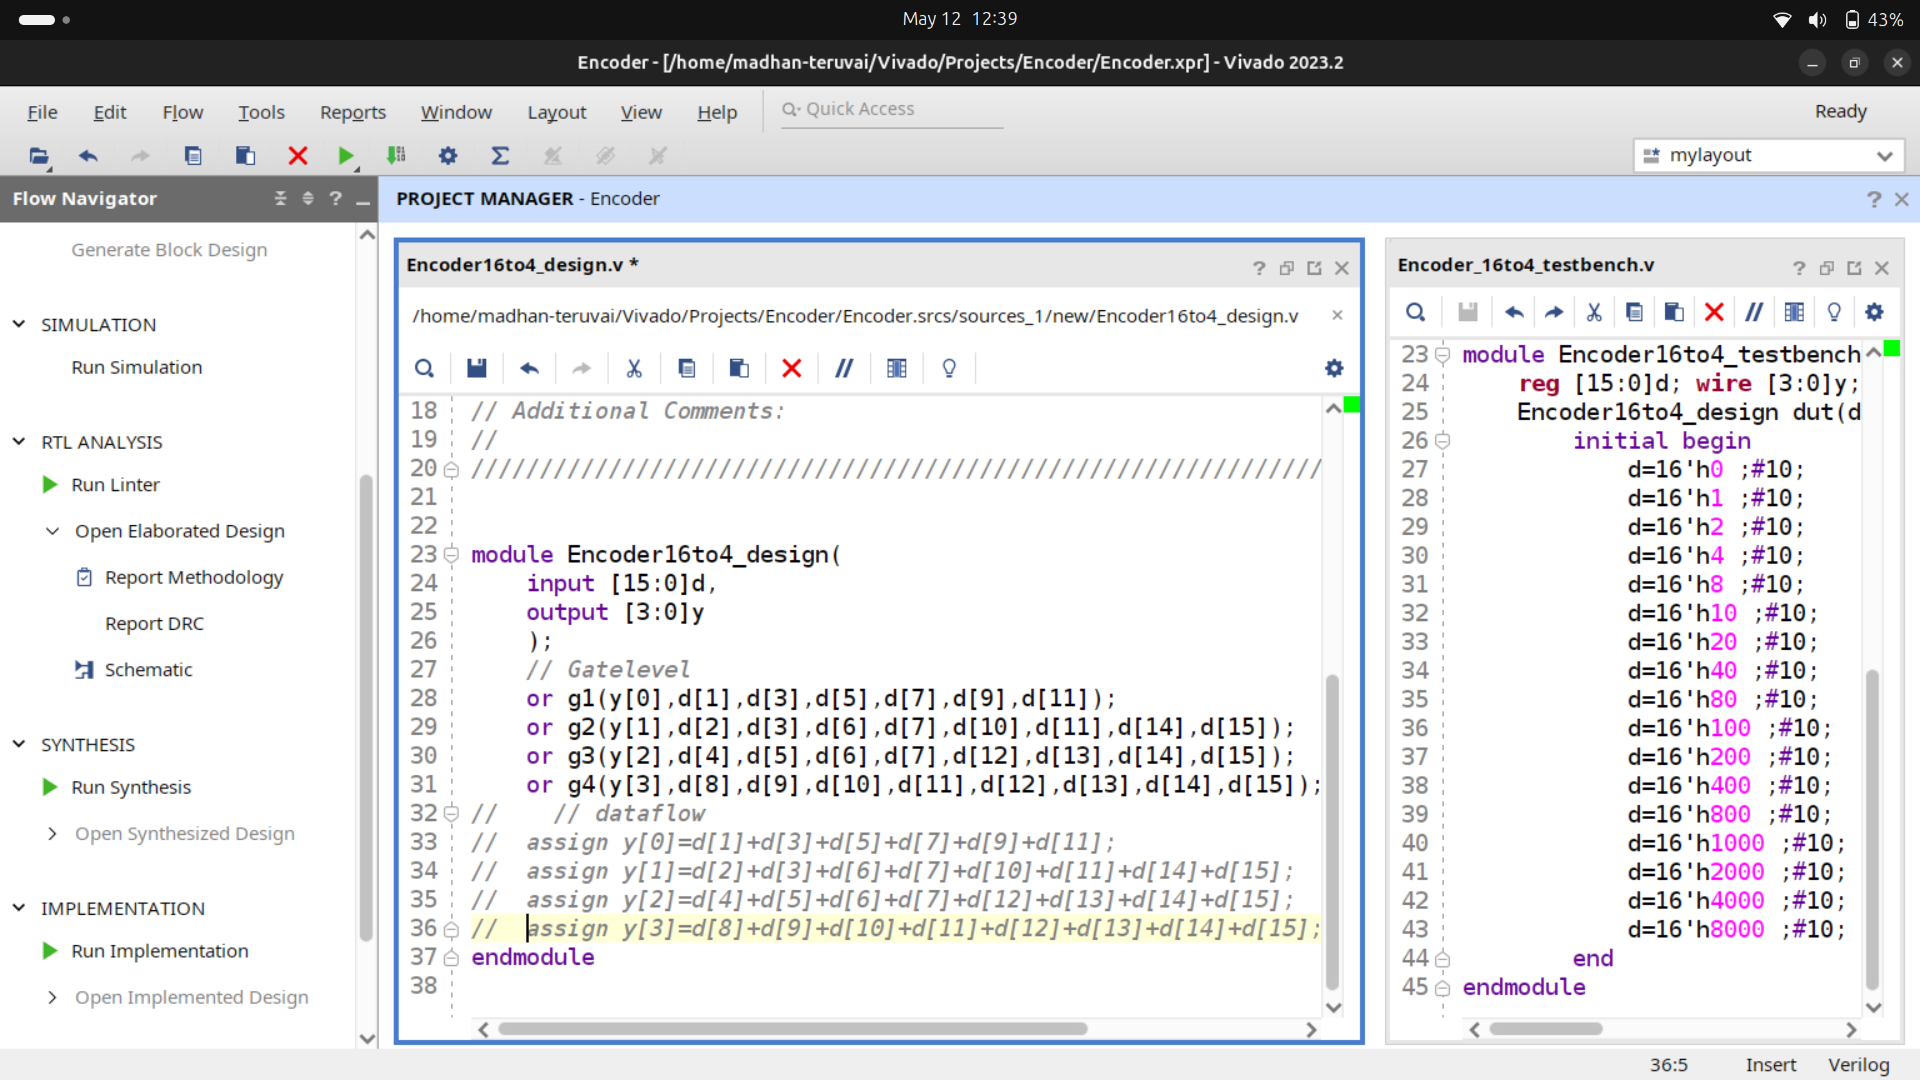 May 12 12:39
43%
Encoder - [/home/madhan-teruvai/Vivado/Projects/Encoder/Encoder.xpr] - Vivado 2023.2
File Edit Flow Tools Reports Window Layout View Help Quick Access Ready
mylayout
Flow Navigator
PROJECT MANAGER - Encoder
Generate Block Design
SIMULATION
Run Simulation
RTL ANALYSIS
Run Linter
Open Elaborated Design
Report Methodology
Report DRC
Schematic
SYNTHESIS
Run Synthesis
Open Synthesized Design
IMPLEMENTATION
Run Implementation
Open Implemented Design
Encoder16to4_design.v *
/home/madhan-teruvai/Vivado/Projects/Encoder/Encoder.srcs/sources_1/new/Encoder16to4_design.v
18 // Additional Comments:
19 //
20 //////////////////////////////////////////////////////////////
21
22
23 module Encoder16to4_design(
24 input [15:0]d,
25 output [3:0]y
26 );
27 // Gatelevel
28 or g1(y[0],d[1],d[3],d[5],d[7],d[9],d[11]);
29 or g2(y[1],d[2],d[3],d[6],d[7],d[10],d[11],d[14],d[15]);
30 or g3(y[2],d[4],d[5],d[6],d[7],d[12],d[13],d[14],d[15]);
31 or g4(y[3],d[8],d[9],d[10],d[11],d[12],d[13],d[14],d[15]);
32 // // dataflow
33 // assign y[0]=d[1]+d[3]+d[5]+d[7]+d[9]+d[11];
34 // assign y[1]=d[2]+d[3]+d[6]+d[7]+d[10]+d[11]+d[14]+d[15];
35 // assign y[2]=d[4]+d[5]+d[6]+d[7]+d[12]+d[13]+d[14]+d[15];
36 // assign y[3]=d[8]+d[9]+d[10]+d[11]+d[12]+d[13]+d[14]+d[15];
37 endmodule
38
Encoder_16to4_testbench.v
23 module Encoder16to4_testbench
24 reg [15:0]d; wire [3:0]y;
25 Encoder16to4_design dut(d
26 initial begin
27 d=16'h0 ;#10;
28 d=16'h1 ;#10;
29 d=16'h2 ;#10;
30 d=16'h4 ;#10;
31 d=16'h8 ;#10;
32 d=16'h10 ;#10;
33 d=16'h20 ;#10;
34 d=16'h40 ;#10;
35 d=16'h80 ;#10;
36 d=16'h100 ;#10;
37 d=16'h200 ;#10;
38 d=16'h400 ;#10;
39 d=16'h800 ;#10;
40 d=16'h1000 ;#10;
41 d=16'h2000 ;#10;
42 d=16'h4000 ;#10;
43 d=16'h8000 ;#10;
44 end
45 endmodule
36:5 Insert Verilog